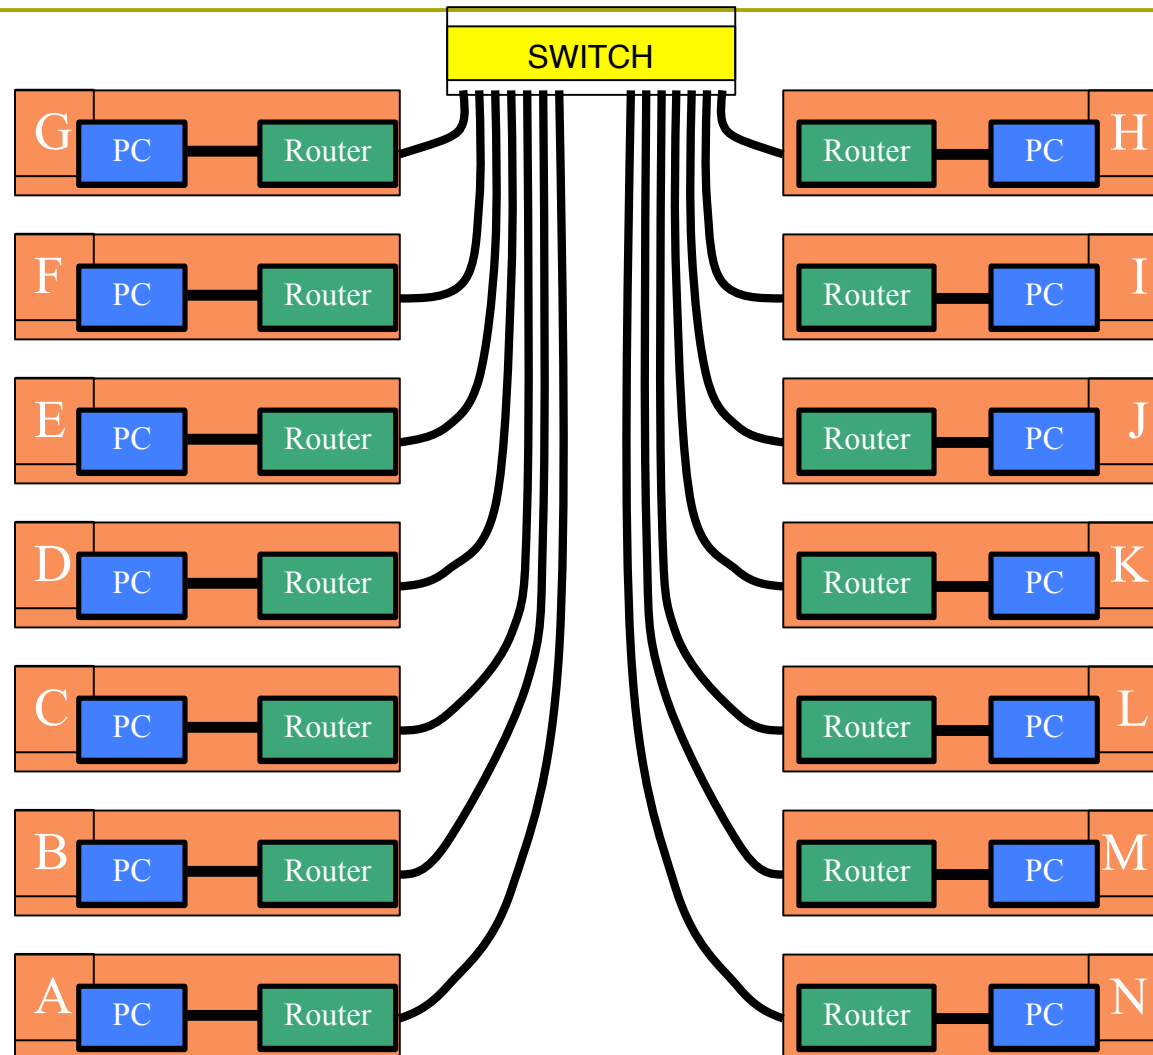 SWITCH
G PC Router
Router PC H
F PC Router
Router PC I
E PC Router
Router PC J
D PC Router
Router PC K
C PC Router
Router PC L
B PC Router
Router PC M
A PC Router
Router PC N